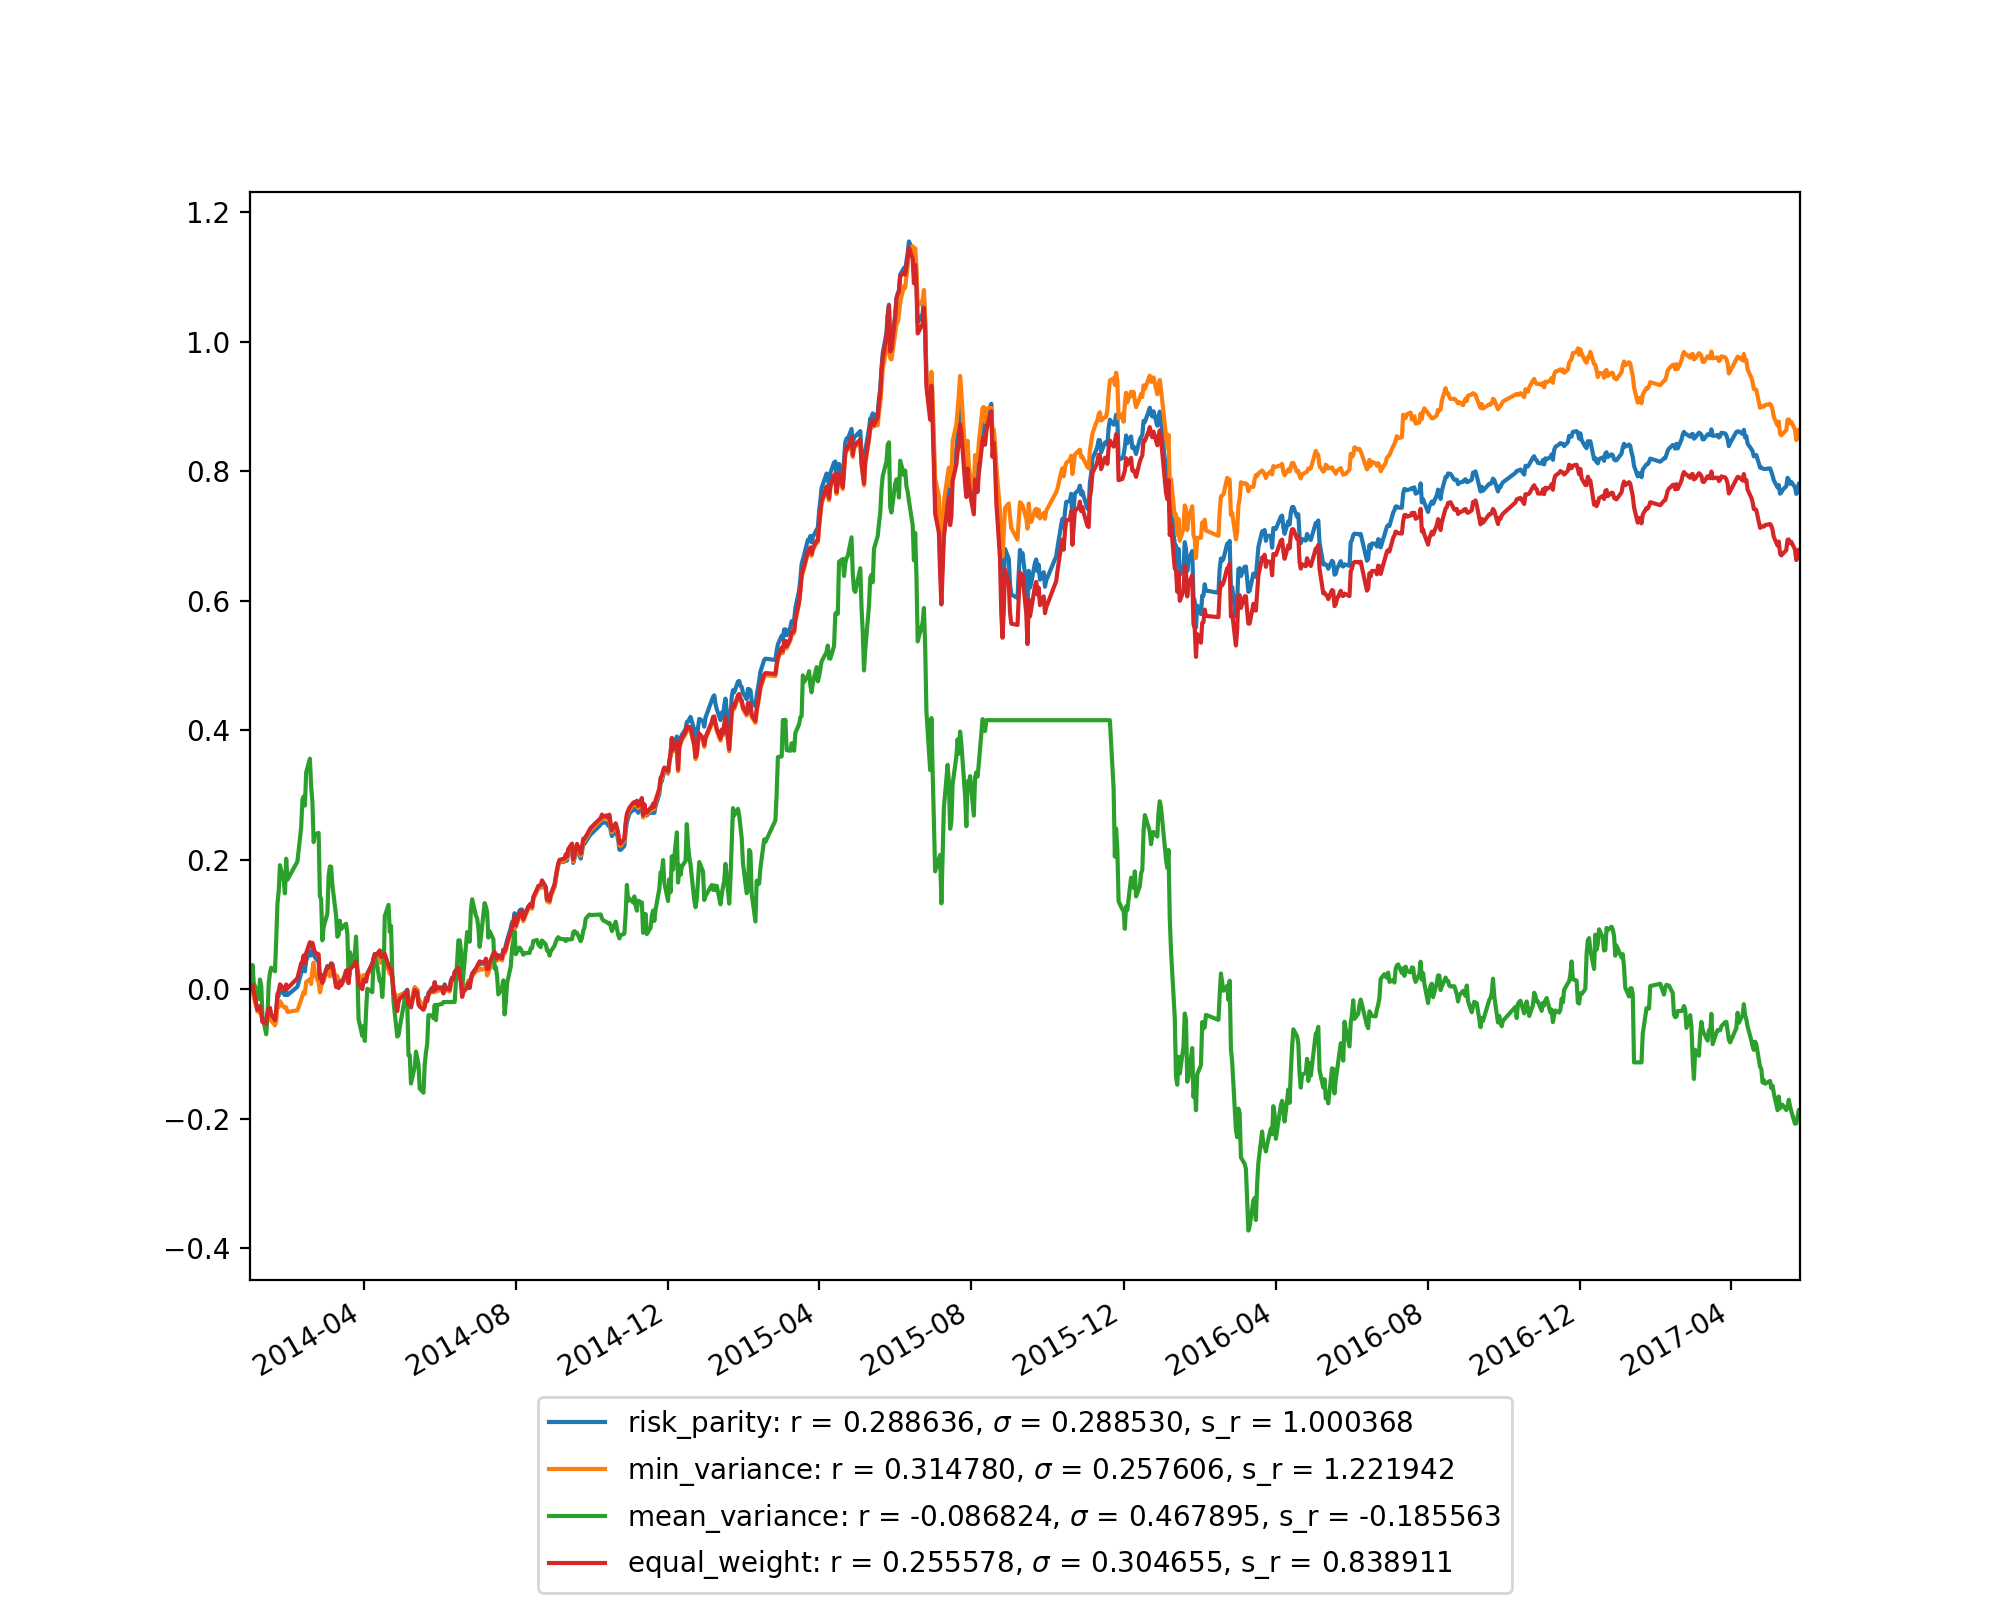 1.2
1.0
0.8
0.6
0.4
0.2
0.0
−0.2
−0.4
2014-04 2014-08 2014-12 2015-04 2015-08 2015-12 2016-04 2016-08 2016-12 2017-04
risk_parity: r = 0.288636, σ = 0.288530, s_r = 1.000368
min_variance: r = 0.314780, σ = 0.257606, s_r = 1.221942
mean_variance: r = -0.086824, σ = 0.467895, s_r = -0.185563
equal_weight: r = 0.255578, σ = 0.304655, s_r = 0.838911